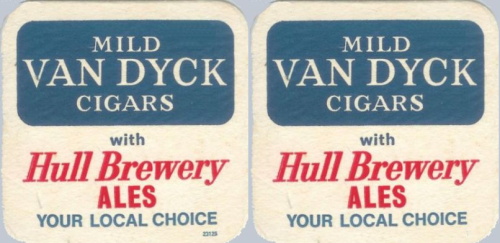 MILD
VAN DYCK
CIGARS
with
Hull Brewery
ALES
YOUR LOCAL CHOICE
MILD
VAN DYCK
CIGARS
with
Hull Brewery
ALES
YOUR LOCAL CHOICE